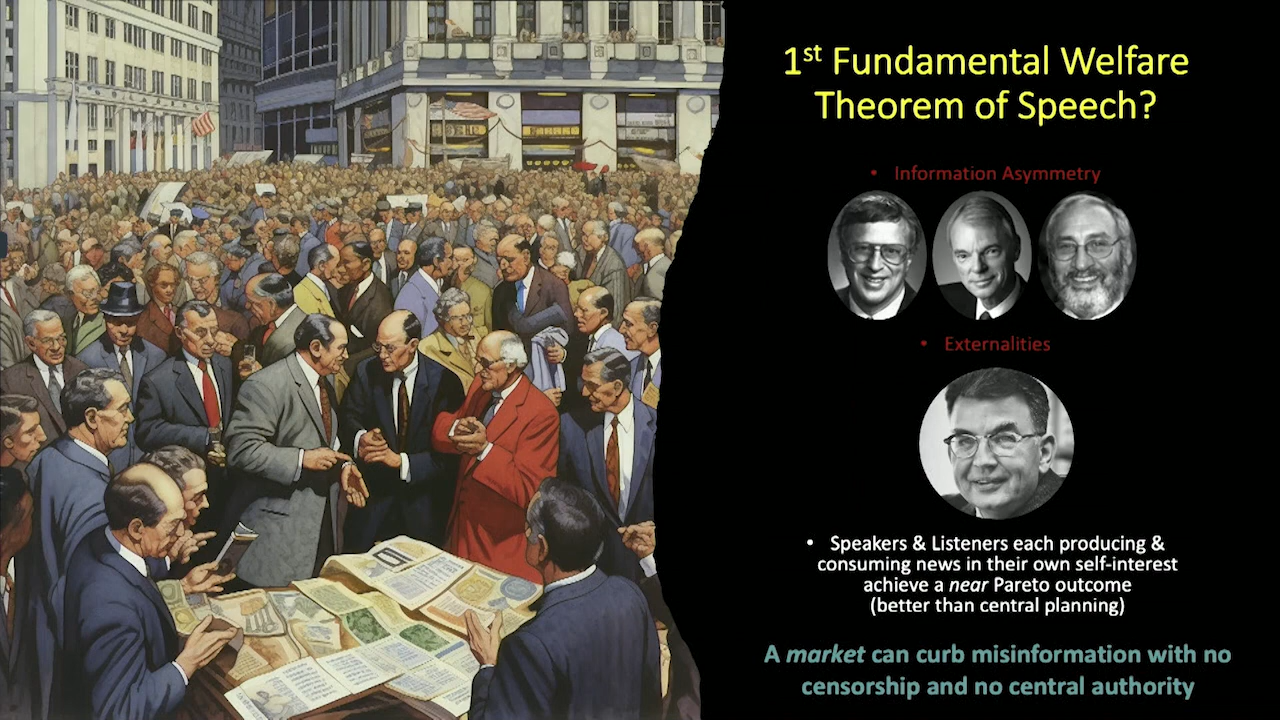 1st Fundamental Welfare
Theorem of Speech?
• Information Asymmetry
• Externalities
• Speakers & Listeners each producing &
consuming news in their own self-interest
achieve a near Pareto outcome
(better than central planning)
A market can curb misinformation with no
censorship and no central authority